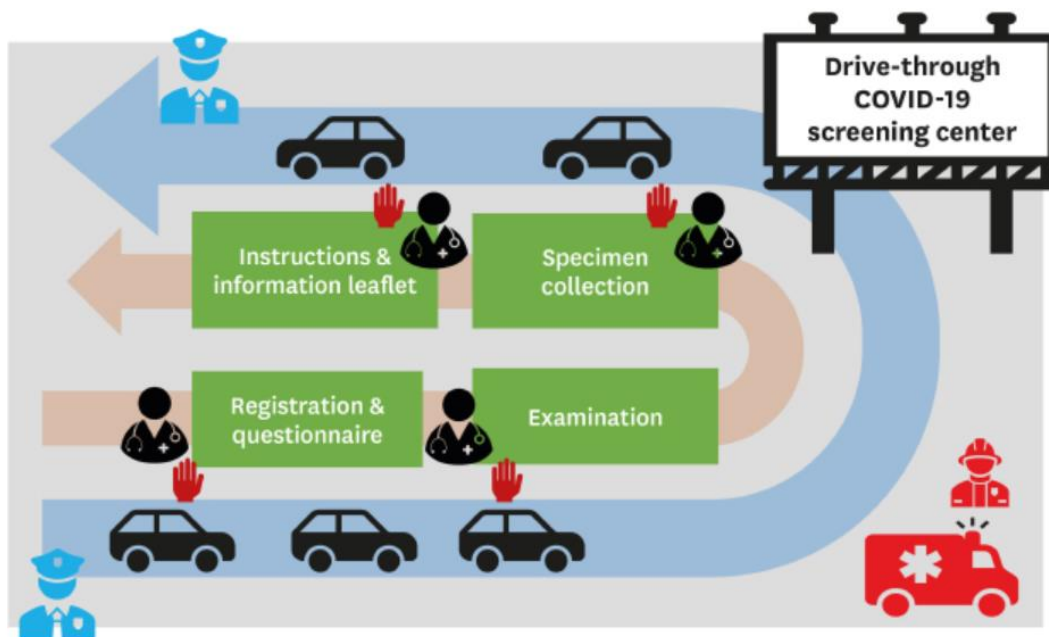 Drive-through
COVID-19
screening center
Instructions &
information leaflet
Specimen
collection
Registration &
questionnaire
Examination